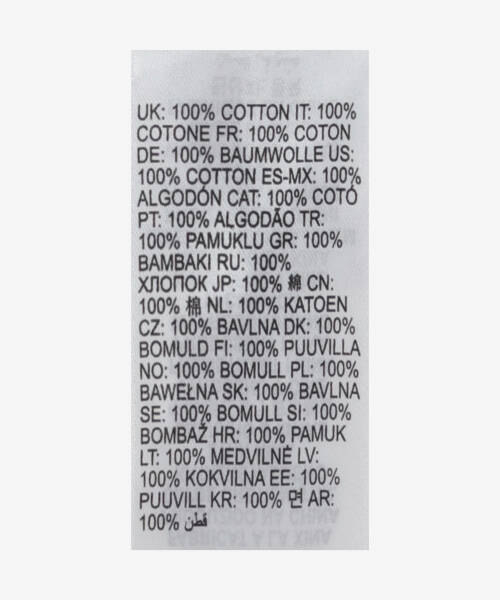 UK: 100% COTTON IT: 100%
COTONE FR: 100% COTON
DE: 100% BAUMWOLLE US:
100% COTTON ES-MX: 100%
ALGODÓN CAT: 100% COTÓ
PT: 100% ALGODÃO TR:
100% PAMUKLU GR: 100%
BAMBAKI RU: 100%
ХЛОПОК JP: 100% 綿 CN:
100% 棉 NL: 100% KATOEN
CZ: 100% BAVLNA DK: 100%
BOMULD FI: 100% PUUVILLA
NO: 100% BOMULL PL: 100%
BAWEŁNA SK: 100% BAVLNA
SE: 100% BOMULL SI: 100%
BOMBAŽ HR: 100% PAMUK
LT: 100% MEDVILNĖ LV:
100% KOKVILNA EE: 100%
PUUVILL KR: 100% 면 AR:
100% قطن